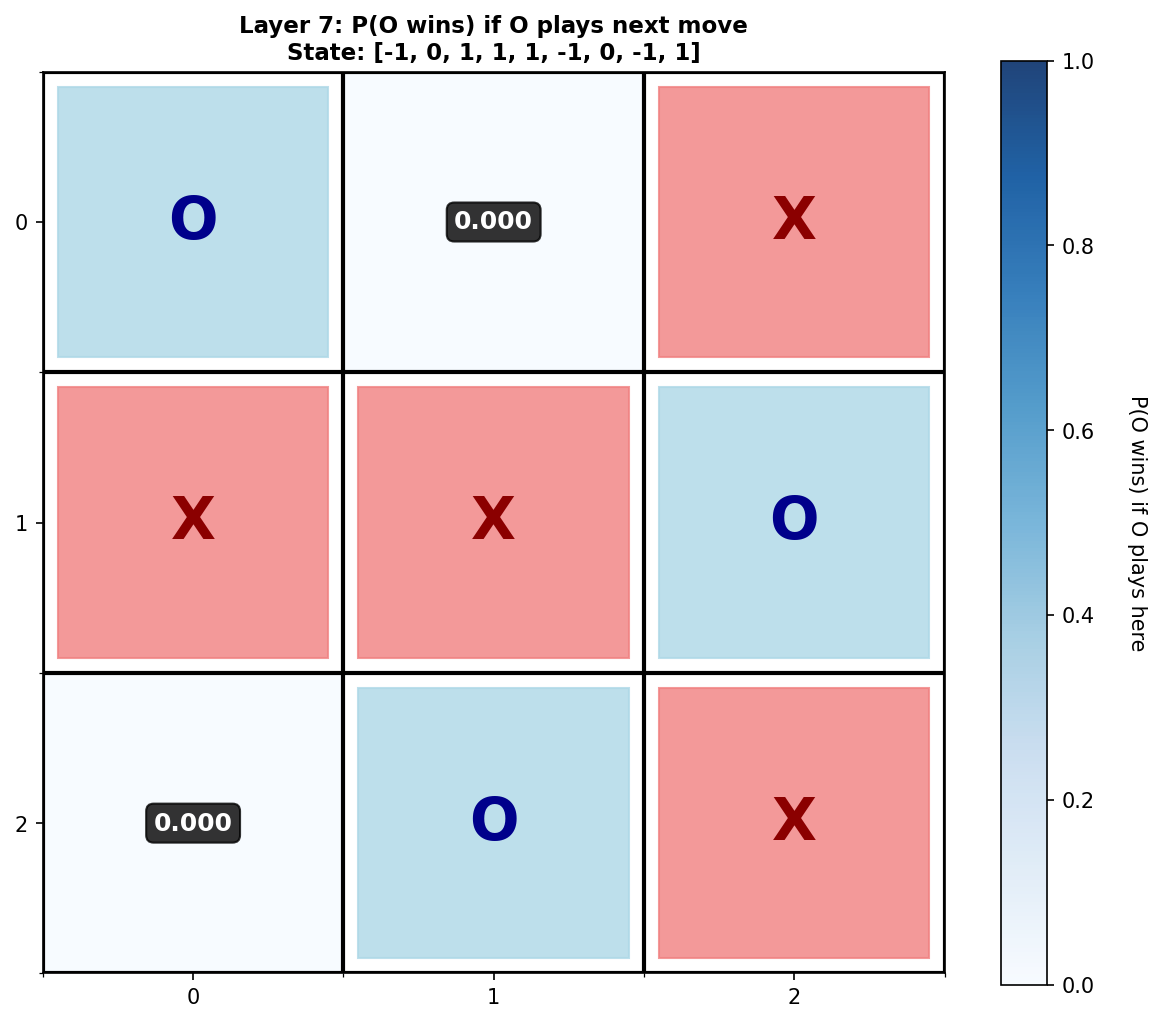 Layer 7: P(O wins) if O plays next move
State: [-1, 0, 1, 1, 1, -1, 0, -1, 1]
O
0.000
X
X
X
O
0.000
O
X
0
1
2
0
1
2
1.0
0.8
0.6
0.4
0.2
0.0
P(O wins) if O plays here